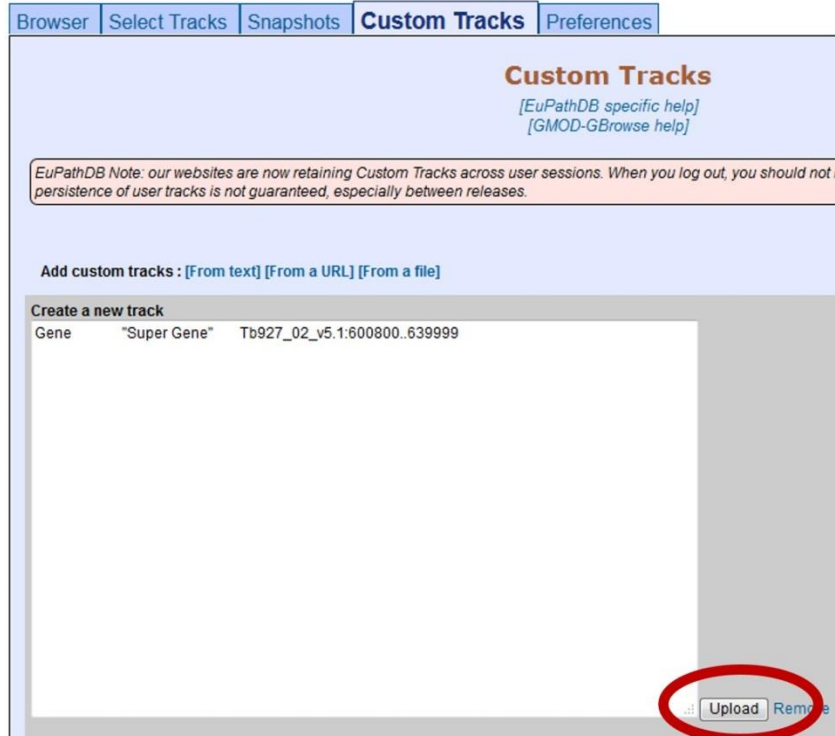 Browser Select Tracks Snapshots Custom Tracks Preferences
Custom Tracks
[EuPathDB specific help]
[GMOD-GBrowse help]
EuPathDB Note: our websites are now retaining Custom Tracks across user sessions. When you log out, you should not
persistence of user tracks is not guaranteed, especially between releases.
Add custom tracks : [From text] [From a URL] [From a file]
Create a new track
Gene "Super Gene" Tb927_02_v5.1:600800..639999
Upload Remove